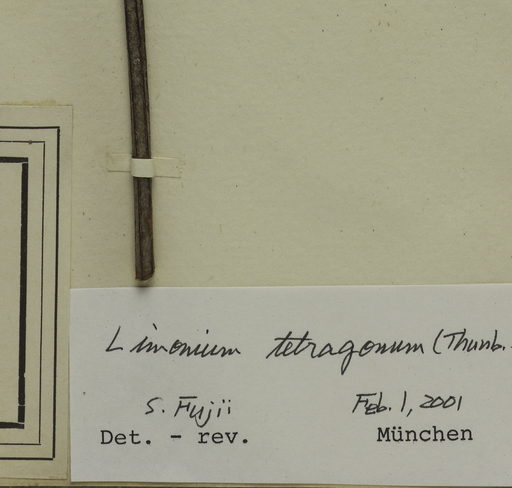 Limonium tetragonum (Thunb.
S. Fujii Feb. 1, 2001
Det. - rev. München